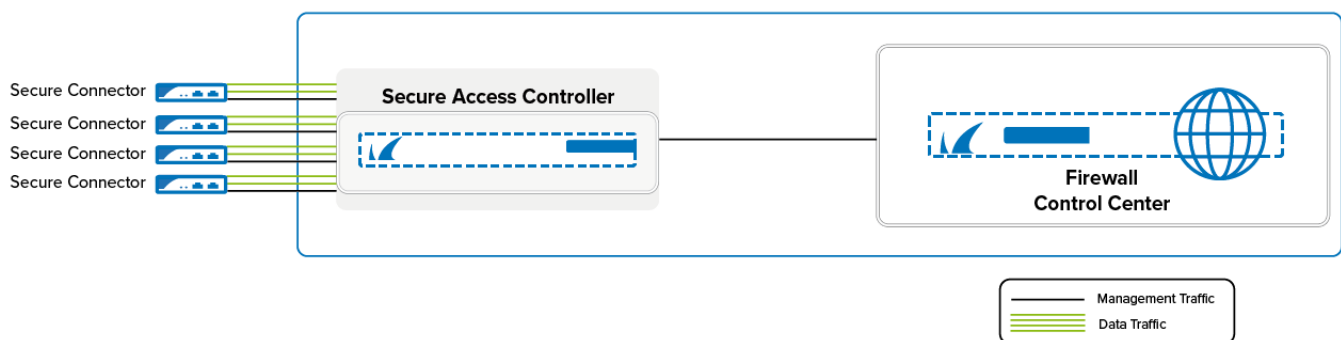 Secure Connector
Secure Connector
Secure Connector
Secure Connector
Secure Access Controller
Firewall
Control Center
Management Traffic
Data Traffic